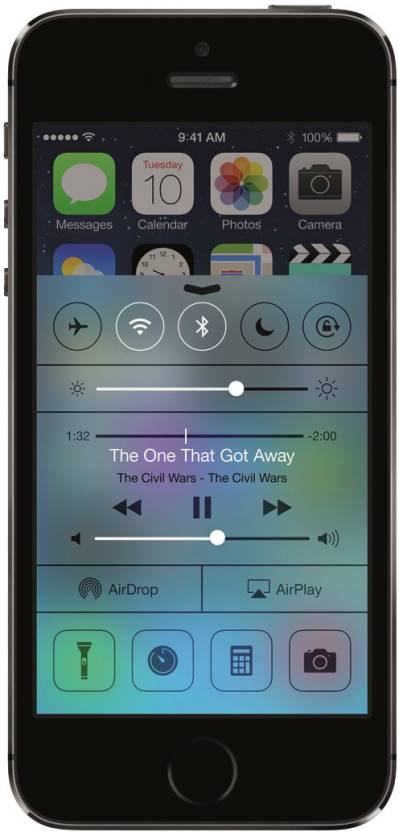 9:41 AM
100%
Tuesday
10
Messages
Calendar
Photos
Camera
1:32
-2:00
The One That Got Away
The Civil Wars - The Civil Wars
AirDrop
AirPlay